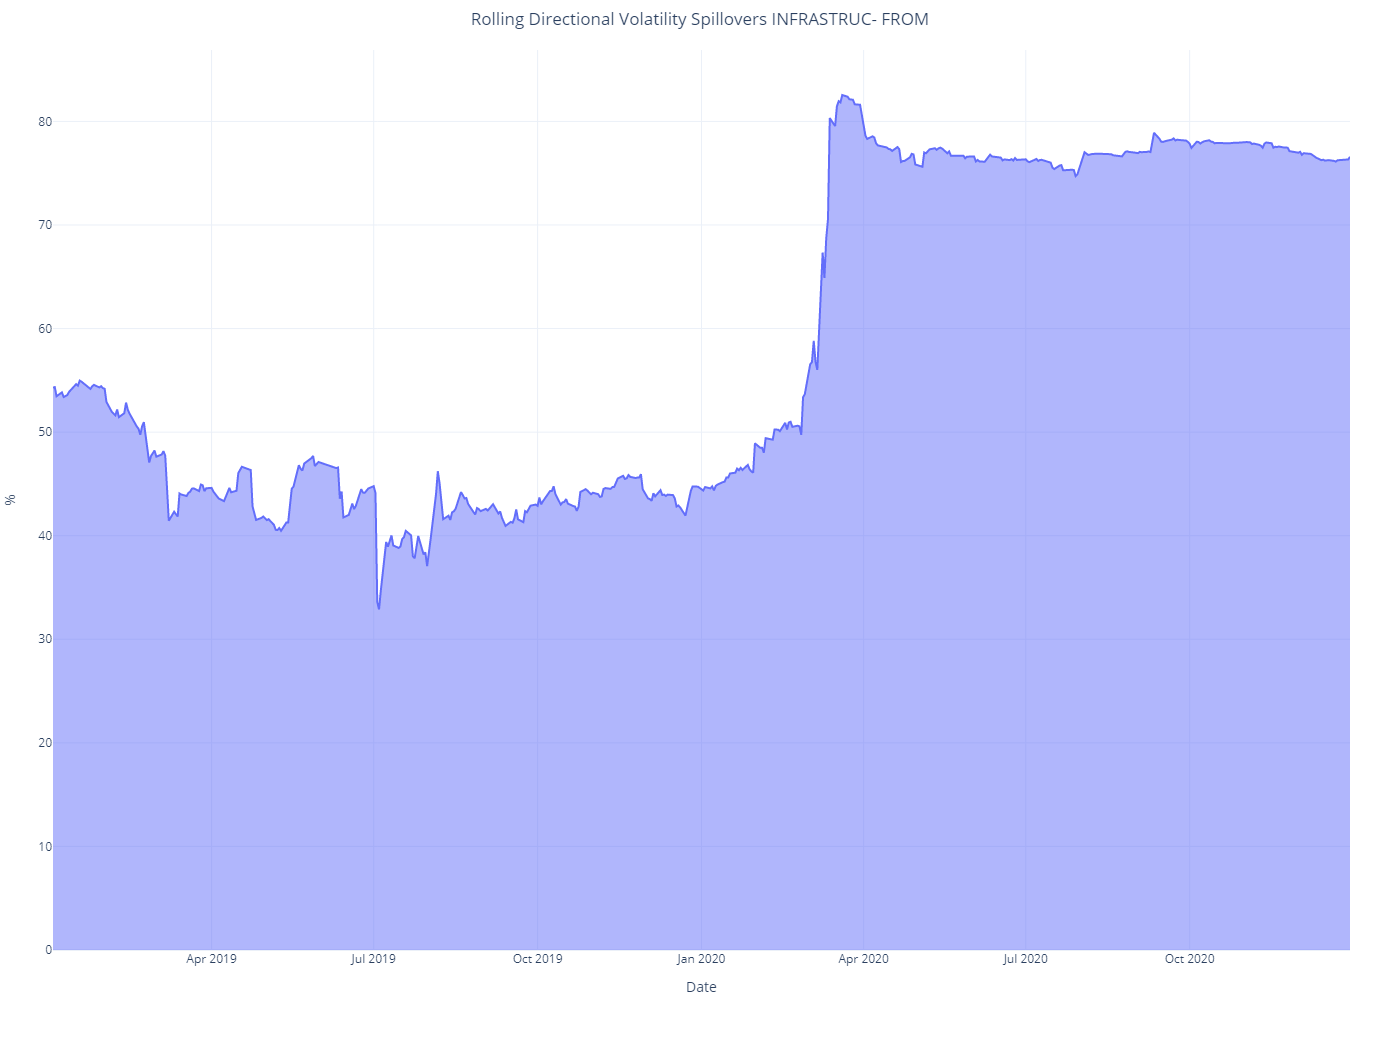 Rolling Directional Volatility Spillovers INFRASTRUC- FROM
80
70
60
50
40
30
20
10
0
%
Apr 2019
Jul 2019
Oct 2019
Jan 2020
Apr 2020
Jul 2020
Oct 2020
Date